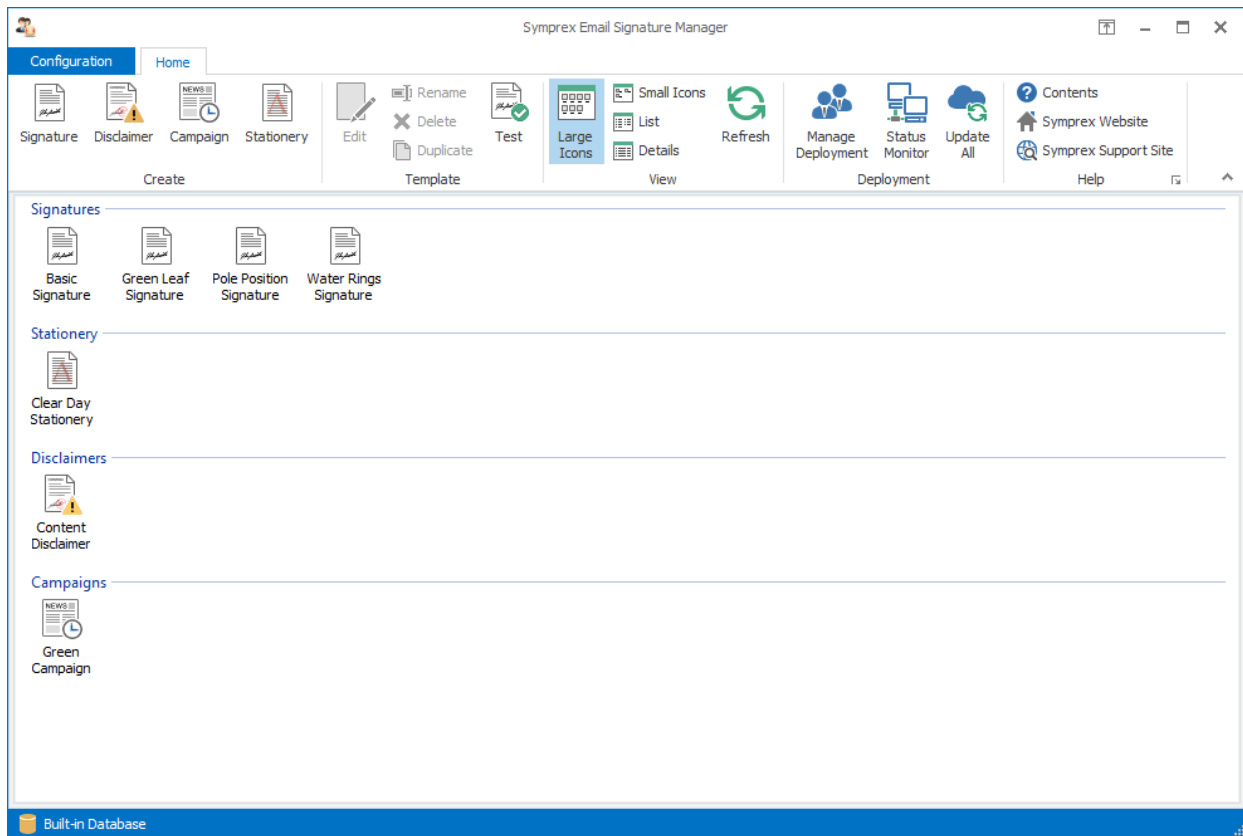 Symprex Email Signature Manager
Configuration Home
Signature Disclaimer Campaign Stationery
Edit
Rename
Delete
Duplicate
Test
Large
Icons
Small Icons
List
Details
Refresh
Manage
Deployment
Status
Monitor
Update
All
Contents
Symprex Website
Symprex Support Site
Create Template View Deployment Help
Signatures
Basic
Signature
Green Leaf
Signature
Pole Position
Signature
Water Rings
Signature
Stationery
Clear Day
Stationery
Disclaimers
Content
Disclaimer
Campaigns
NEWS
Green
Campaign
Built-in Database